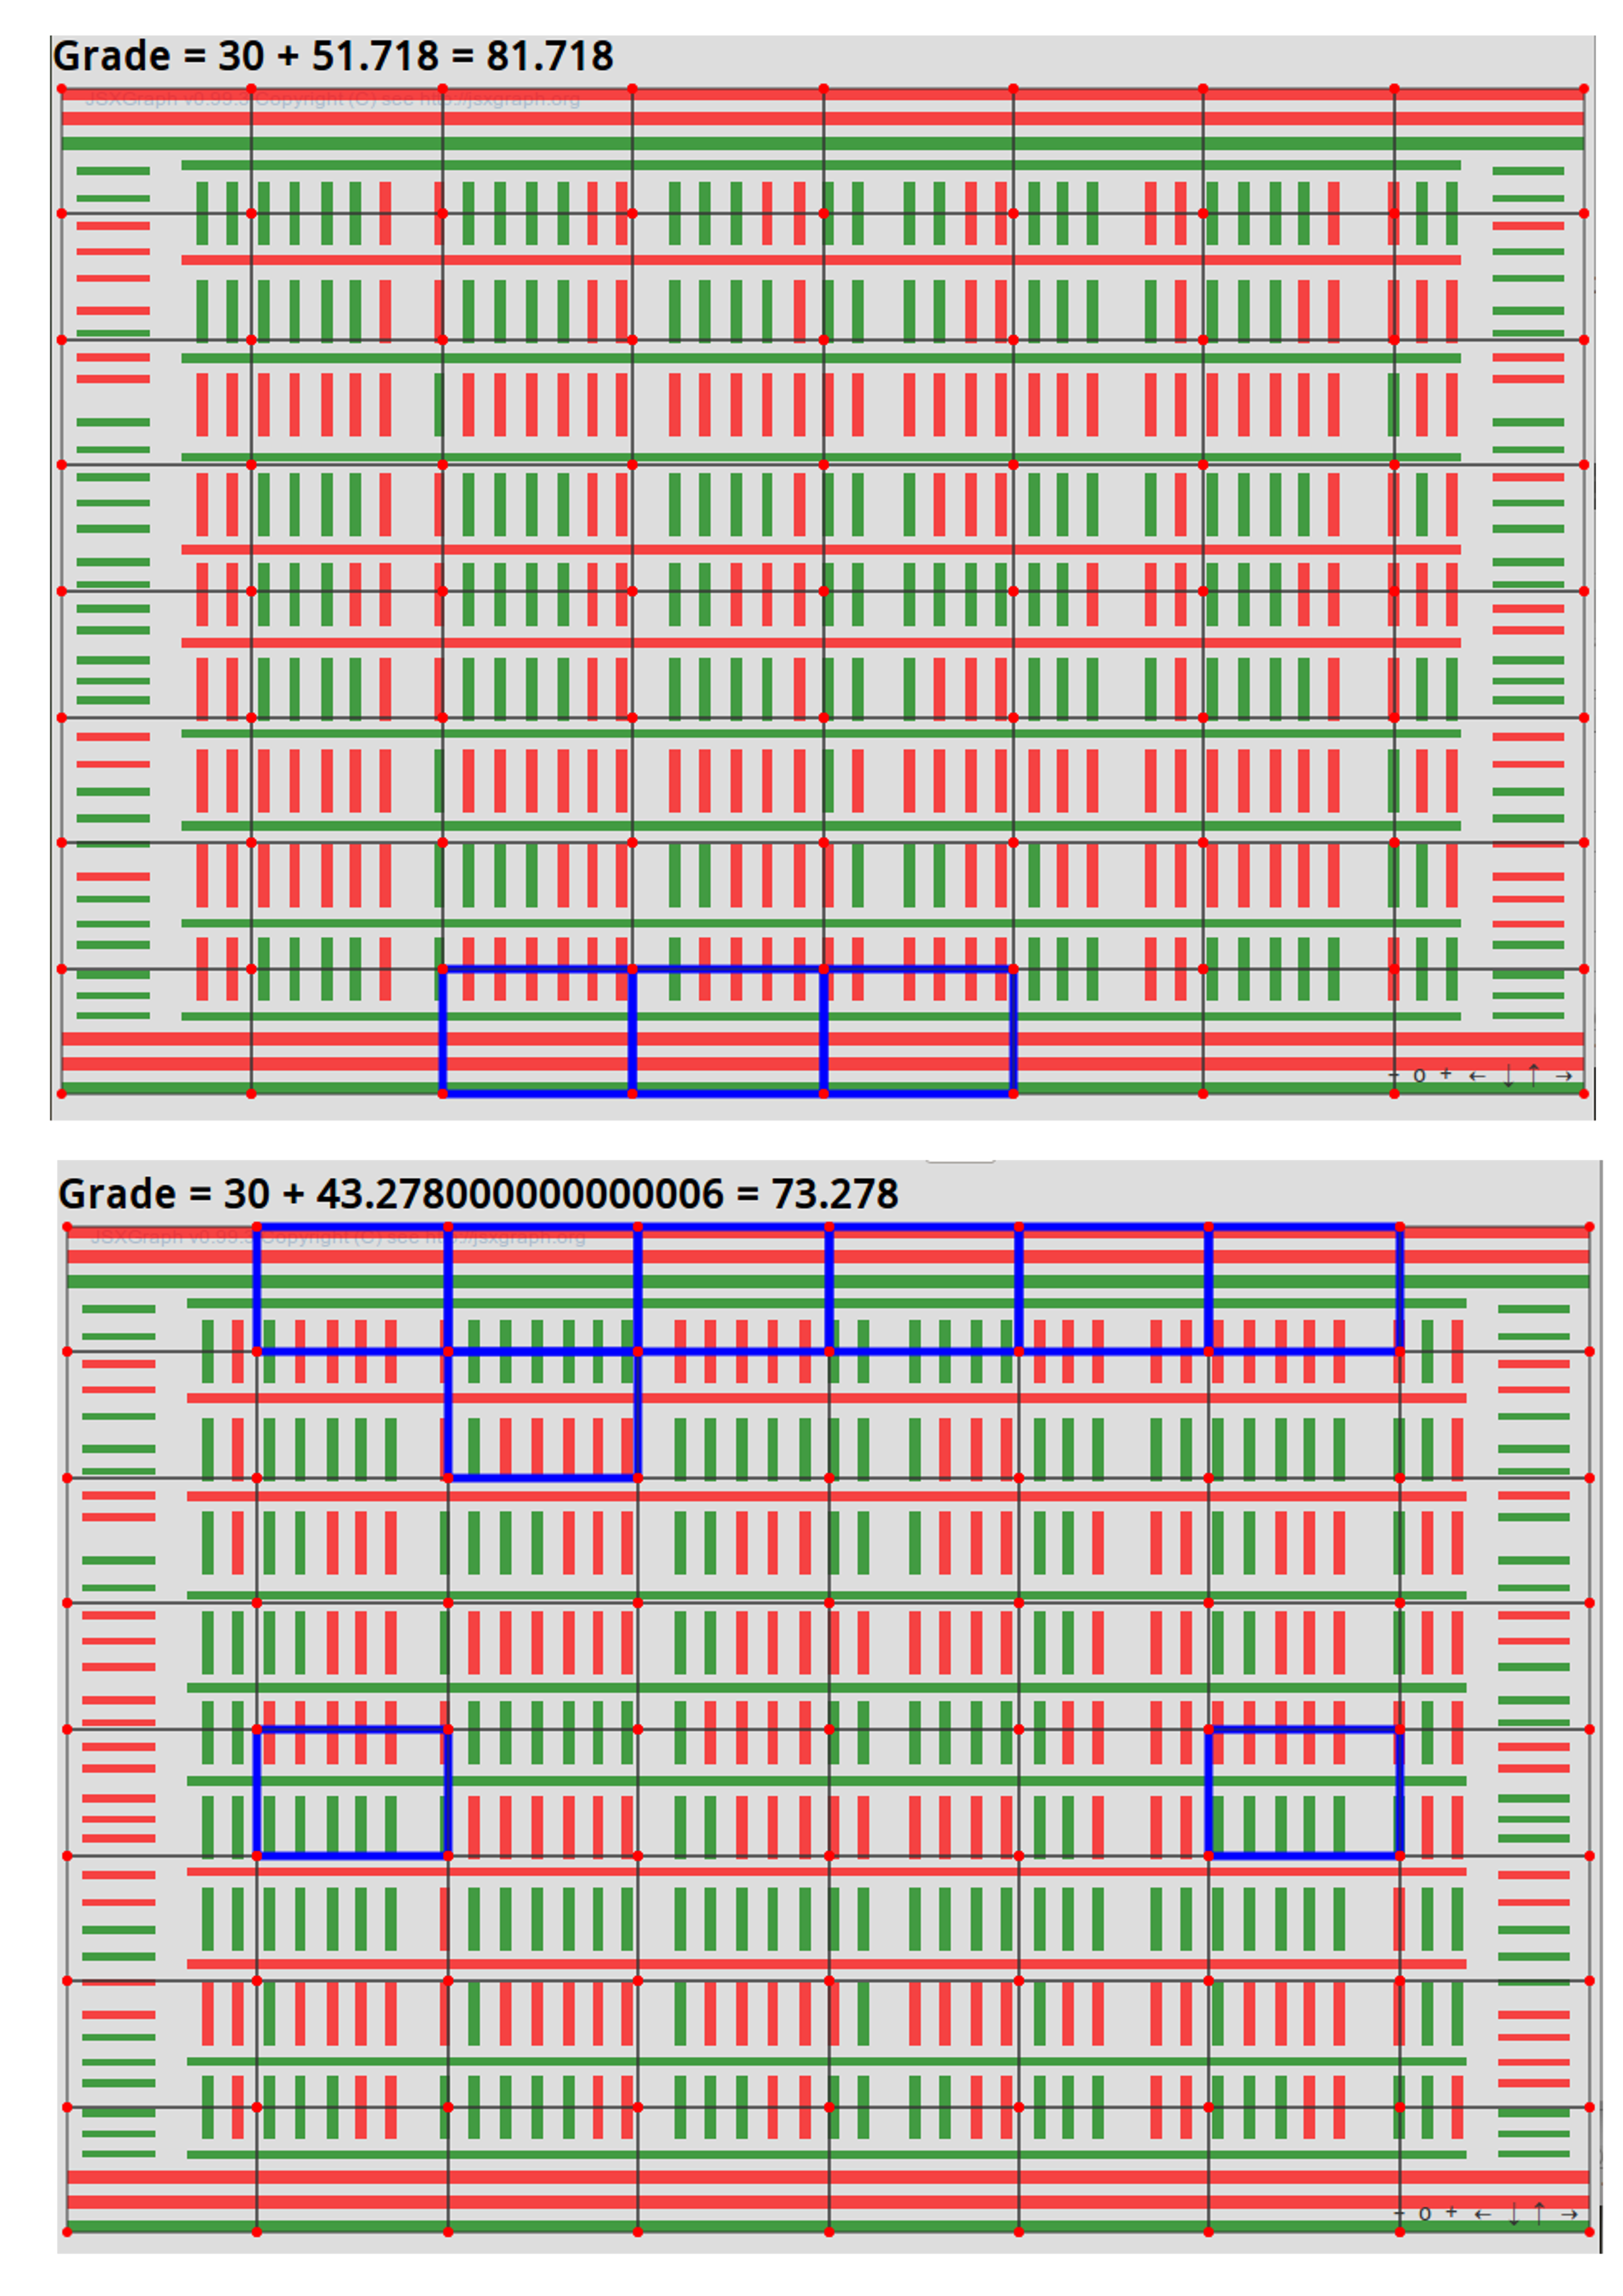 Grade = 30 + 51.718 = 81.718
JSXGraph v0.99.3 Copyright (C) see http://jsxgraph.org
- o + ← ↓ ↑ →
Grade = 30 + 43.278000000000006 = 73.278
JSXGraph v0.99.3 Copyright (C) see http://jsxgraph.org
- o + ← ↓ ↑ →